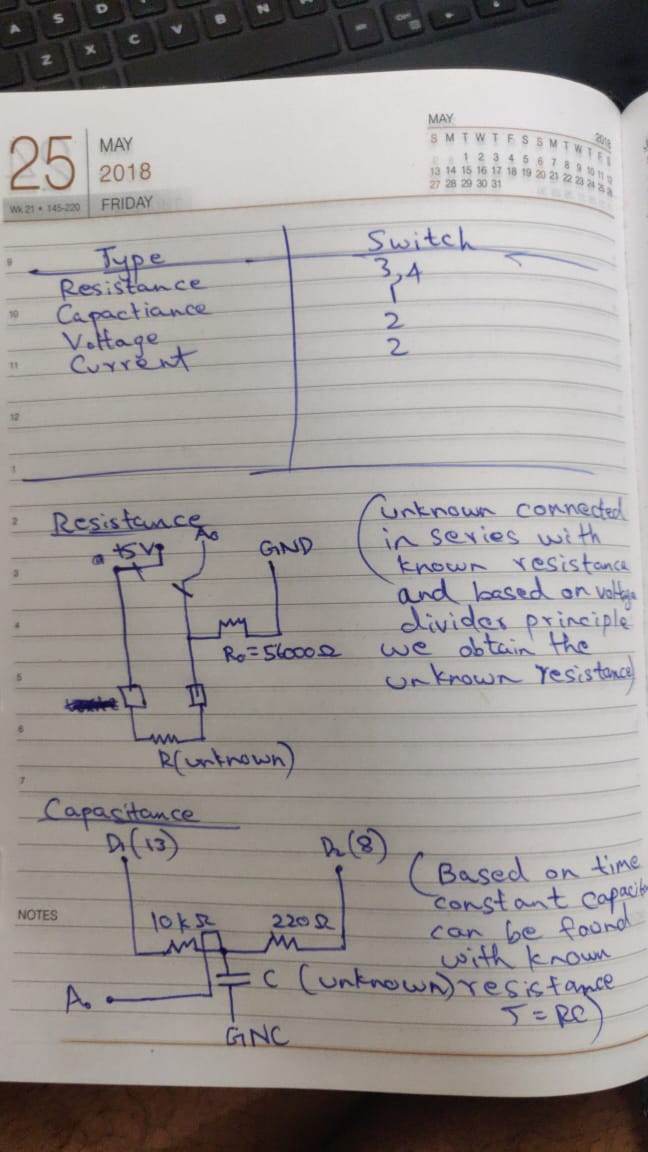 A S D
Z X C V B N
25
MAY
2018
FRIDAY
Wk 21 • 145-220
MAY
2018
S M T W T F S S M T W T F S
1 2 3 4 5 6 7 8 9 10 11 12
13 14 15 16 17 18 19 20 21 22 23 24 25 26
27 28 29 30 31
9
Type Switch
Resistance 3,4
10
Capactiance 1
Voltage 2
11
Current 2
12
1
2
Resistance
+5V A0 GND
3
4
R0=56000Ω
5
6
R(unknown)
7
(unknown connected
in series with
known resistance
and based on voltage
divider principle
we obtain the
unknown resistance)
Capasitance
D1(13) D2(8)
NOTES
10kΩ 220Ω
A0
C (unknown)
GNC
(Based on time
constant
can be found
with known
resistance
T=RC)